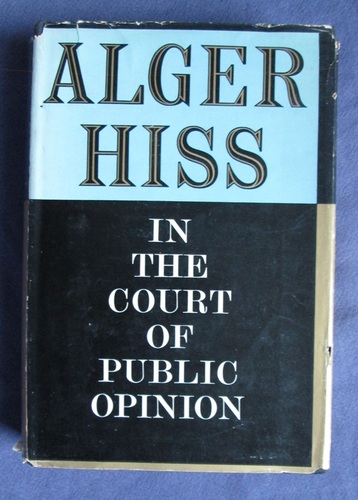 ALGER
HISS
IN
THE
COURT
OF
PUBLIC
OPINION